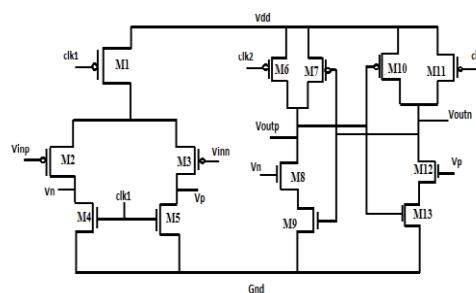 Vdd
clk1
M1
clk2
M6
M7
M10
M11
clk
Voutp
Voutn
Vinp
M2
M3
Vinn
Vn
clk1
Vp
M4
M5
Vn
M8
M9
M12
Vp
M13
Gnd